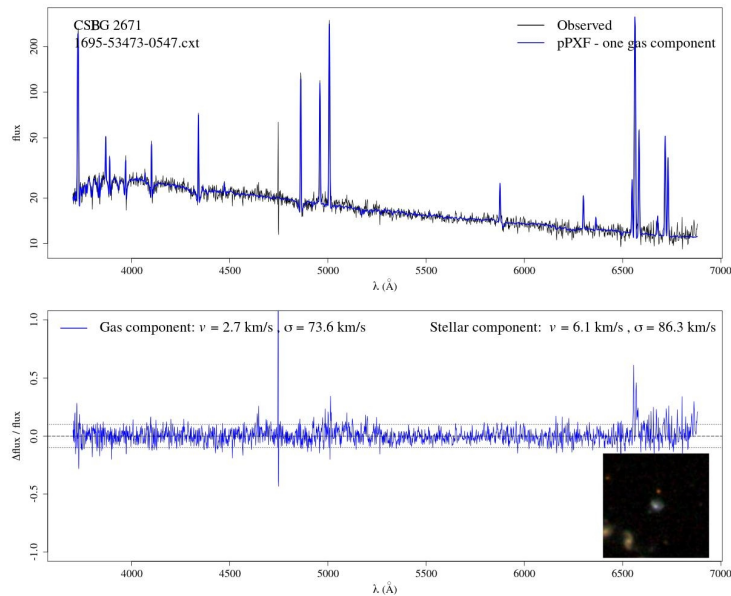 CSBG 2671
1695-53473-0547.cxt
Observed
pPXF - one gas component
flux
200
100
50
20
10
4000 4500 5000 5500 6000 6500 7000
λ (Å)
Gas component: v = 2.7 km/s , σ = 73.6 km/s
Stellar component: v = 6.1 km/s , σ = 86.3 km/s
Δflux / flux
1.0
0.5
0.0
-0.5
-1.0
4000 4500 5000 5500 6000 6500 7000
λ (Å)